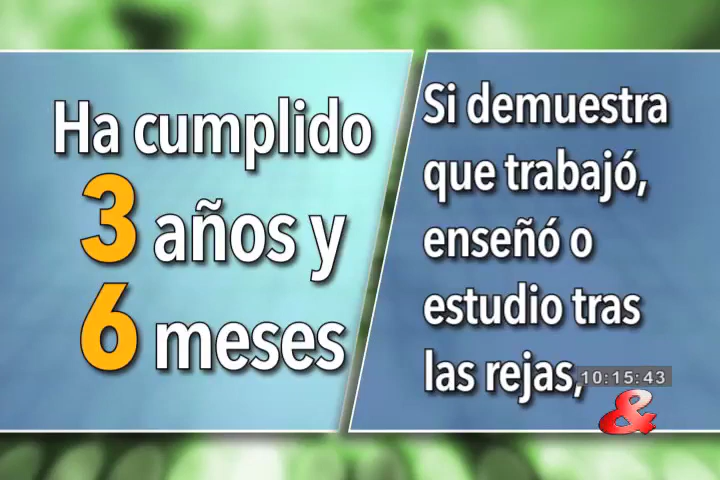 Ha cumplido
3 años y
6 meses
Si demuestra
que trabajó,
enseñó o
estudio tras
las rejas,
10:15:43
&